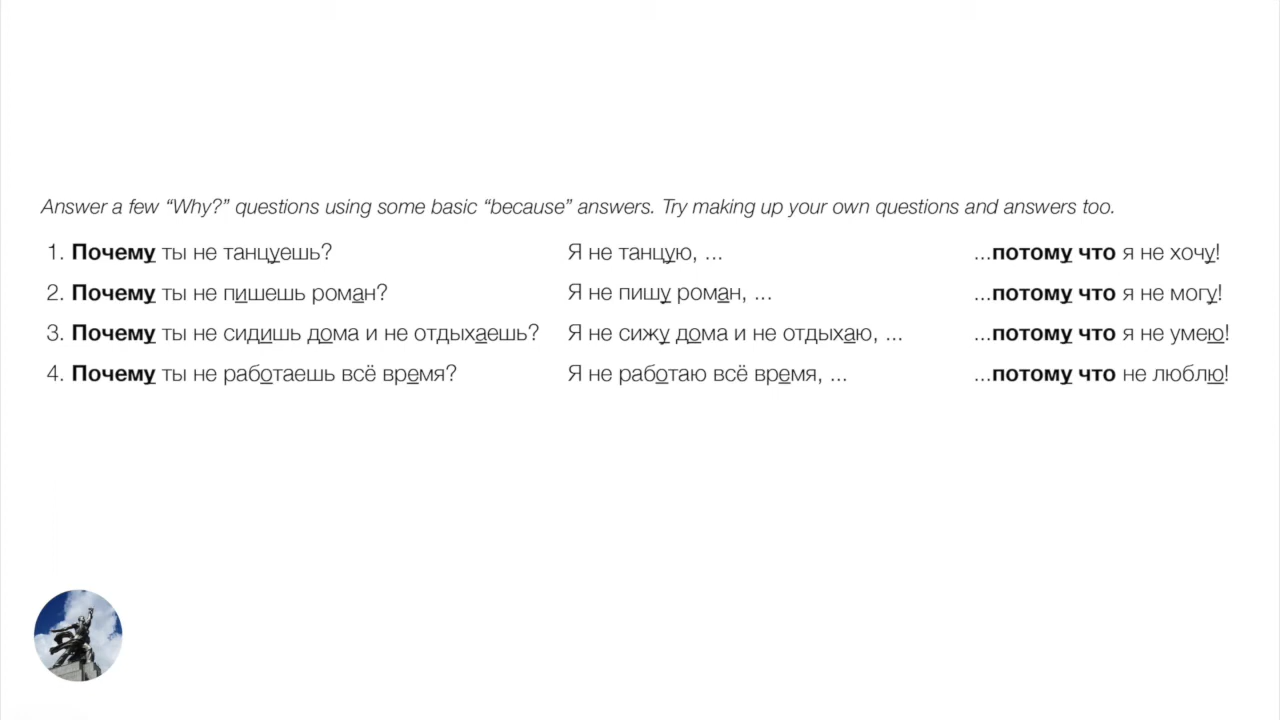 Answer a few “Why?” questions using some basic “because” answers. Try making up your own questions and answers too.
1. Почему ты не танцуешь? Я не танцую, ... ...потому что я не хочу!
2. Почему ты не пишешь роман? Я не пишу роман, ... ...потому что я не могу!
3. Почему ты не сидишь дома и не отдыхаешь? Я не сижу дома и не отдыхаю, ... ...потому что я не умею!
4. Почему ты не работаешь всё время? Я не работаю всё время, ... ...потому что не люблю!